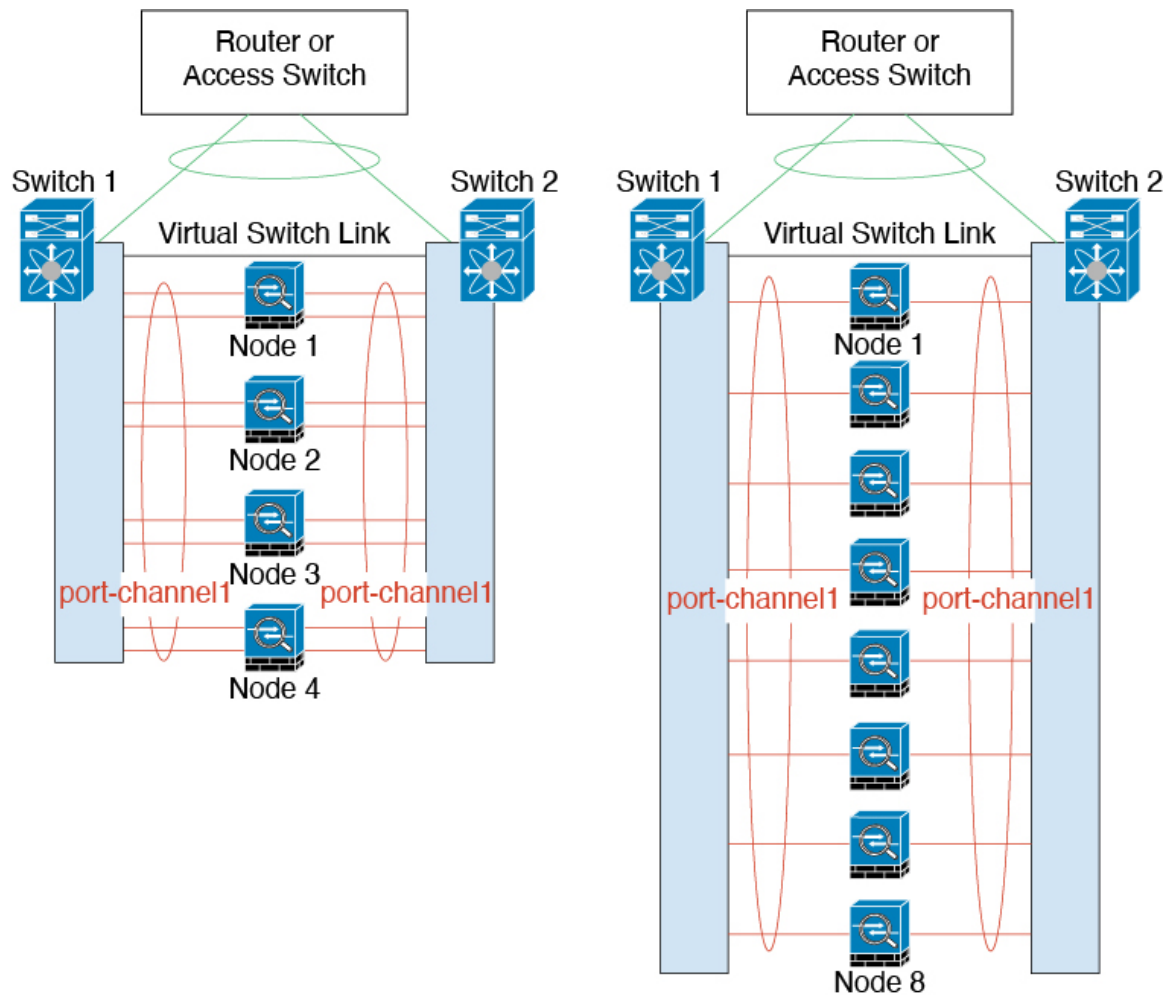 Router or
Access Switch
Switch 1
Switch 2
Virtual Switch Link
Node 1
Node 2
Node 3
port-channel1
port-channel1
Node 4
Router or
Access Switch
Switch 1
Switch 2
Virtual Switch Link
Node 1
port-channel1
port-channel1
Node 8